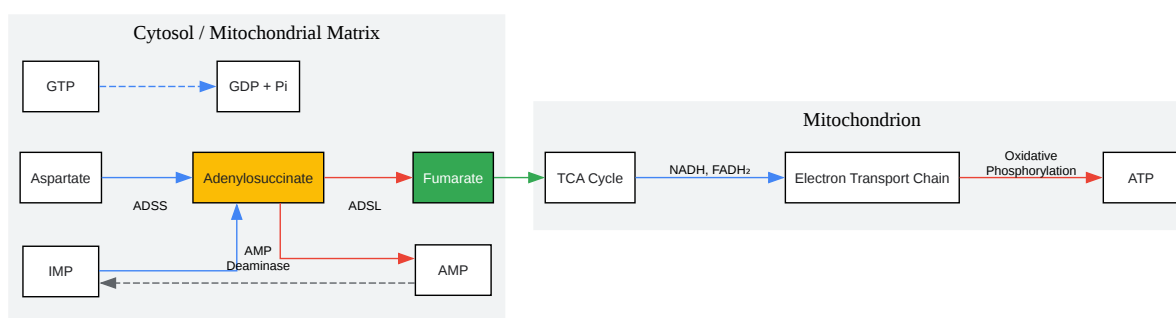 Cytosol / Mitochondrial Matrix
GTP
GDP + Pi
Aspartate
ADSS
Adenylosuccinate
ADSL
Fumarate
IMP
AMP
Deaminase
AMP
Mitochondrion
TCA Cycle
NADH, FADH₂
Electron Transport Chain
Oxidative
Phosphorylation
ATP